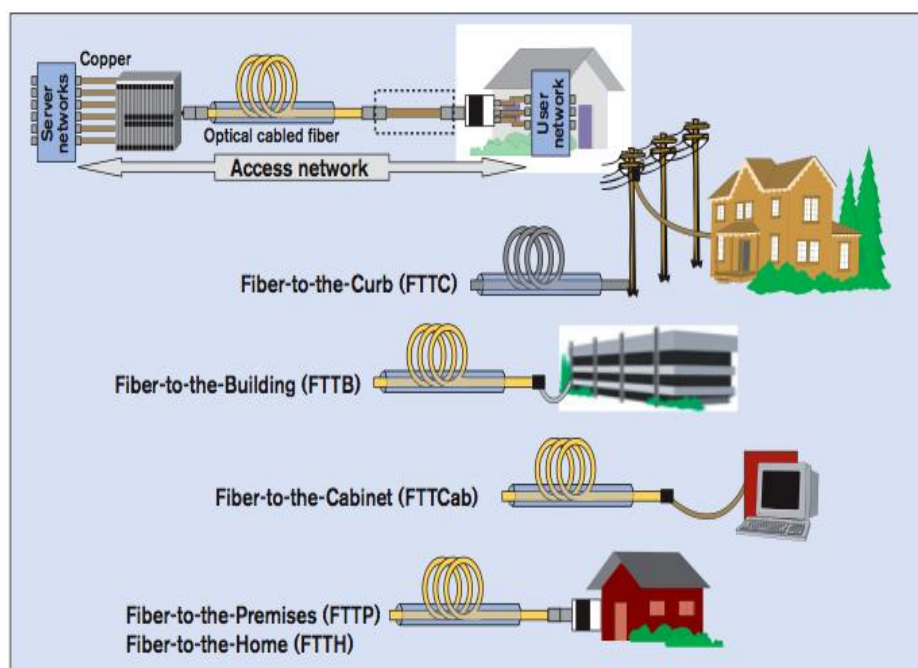 Copper
Server
networks
Optical cabled fiber
User
network
Access network
Fiber-to-the-Curb (FTTC)
Fiber-to-the-Building (FTTB)
Fiber-to-the-Cabinet (FTTCab)
Fiber-to-the-Premises (FTTP)
Fiber-to-the-Home (FTTH)